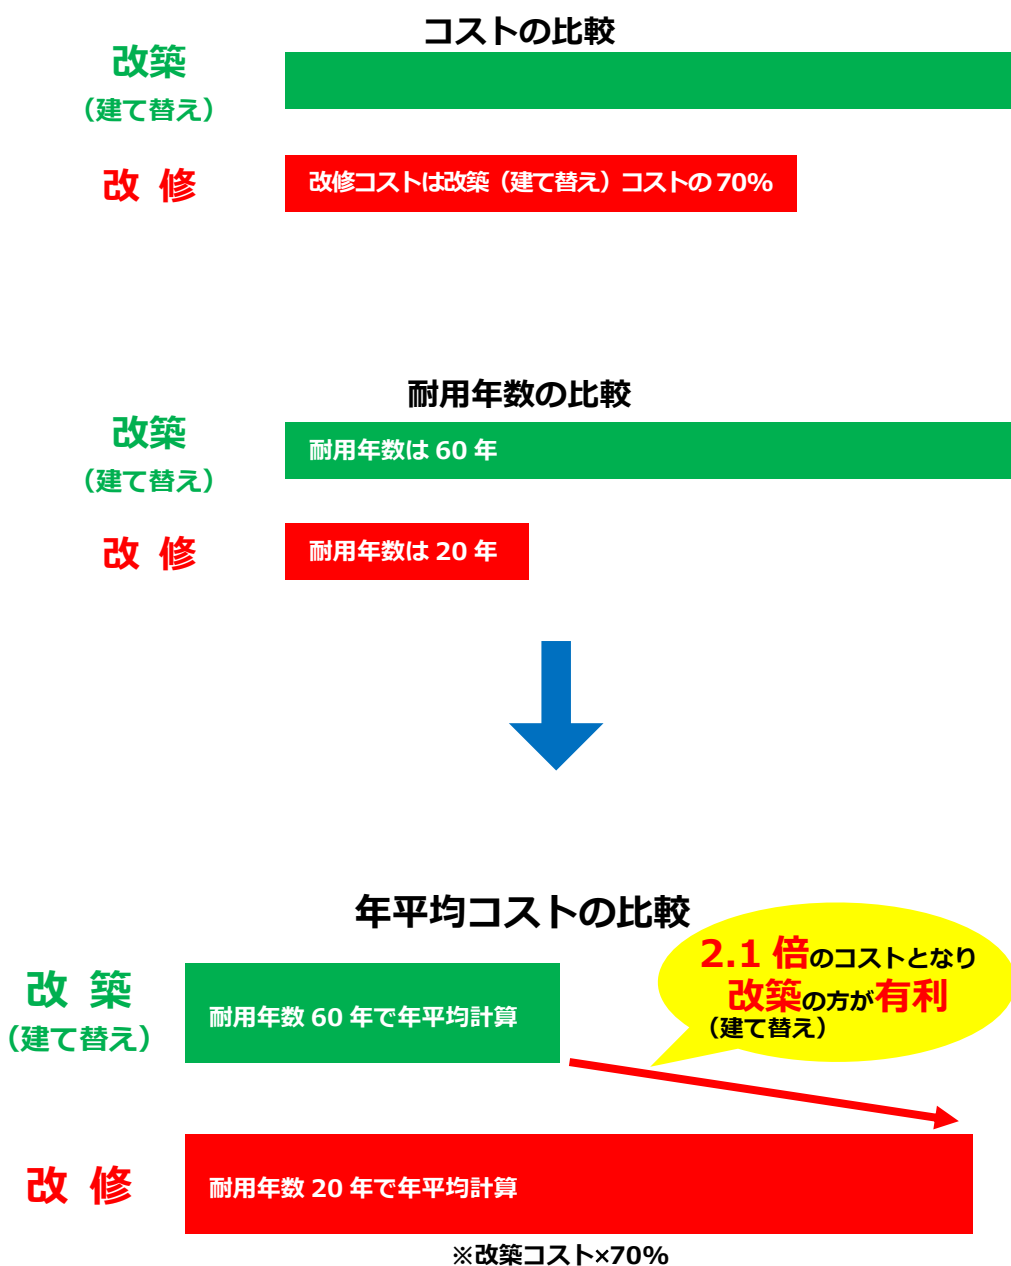 コストの比較
改築
（建て替え）
改 修
改修コストは改築（建て替え）コストの 70%
耐用年数の比較
改築
（建て替え）
耐用年数は 60 年
改 修
耐用年数は 20 年
年平均コストの比較
2.1 倍のコストとなり
改築の方が有利
（建て替え）
改 築
（建て替え）
耐用年数 60 年で年平均計算
改 修
耐用年数 20 年で年平均計算
※改築コスト×70%